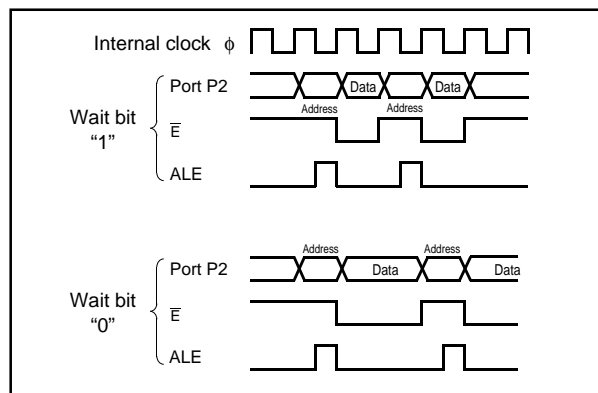 Internal clock ϕ
Port P2
Data
Data
Address
Address
Wait bit
“1”
E̅
ALE
Address
Address
Port P2
Data
Data
Wait bit
“0”
E̅
ALE